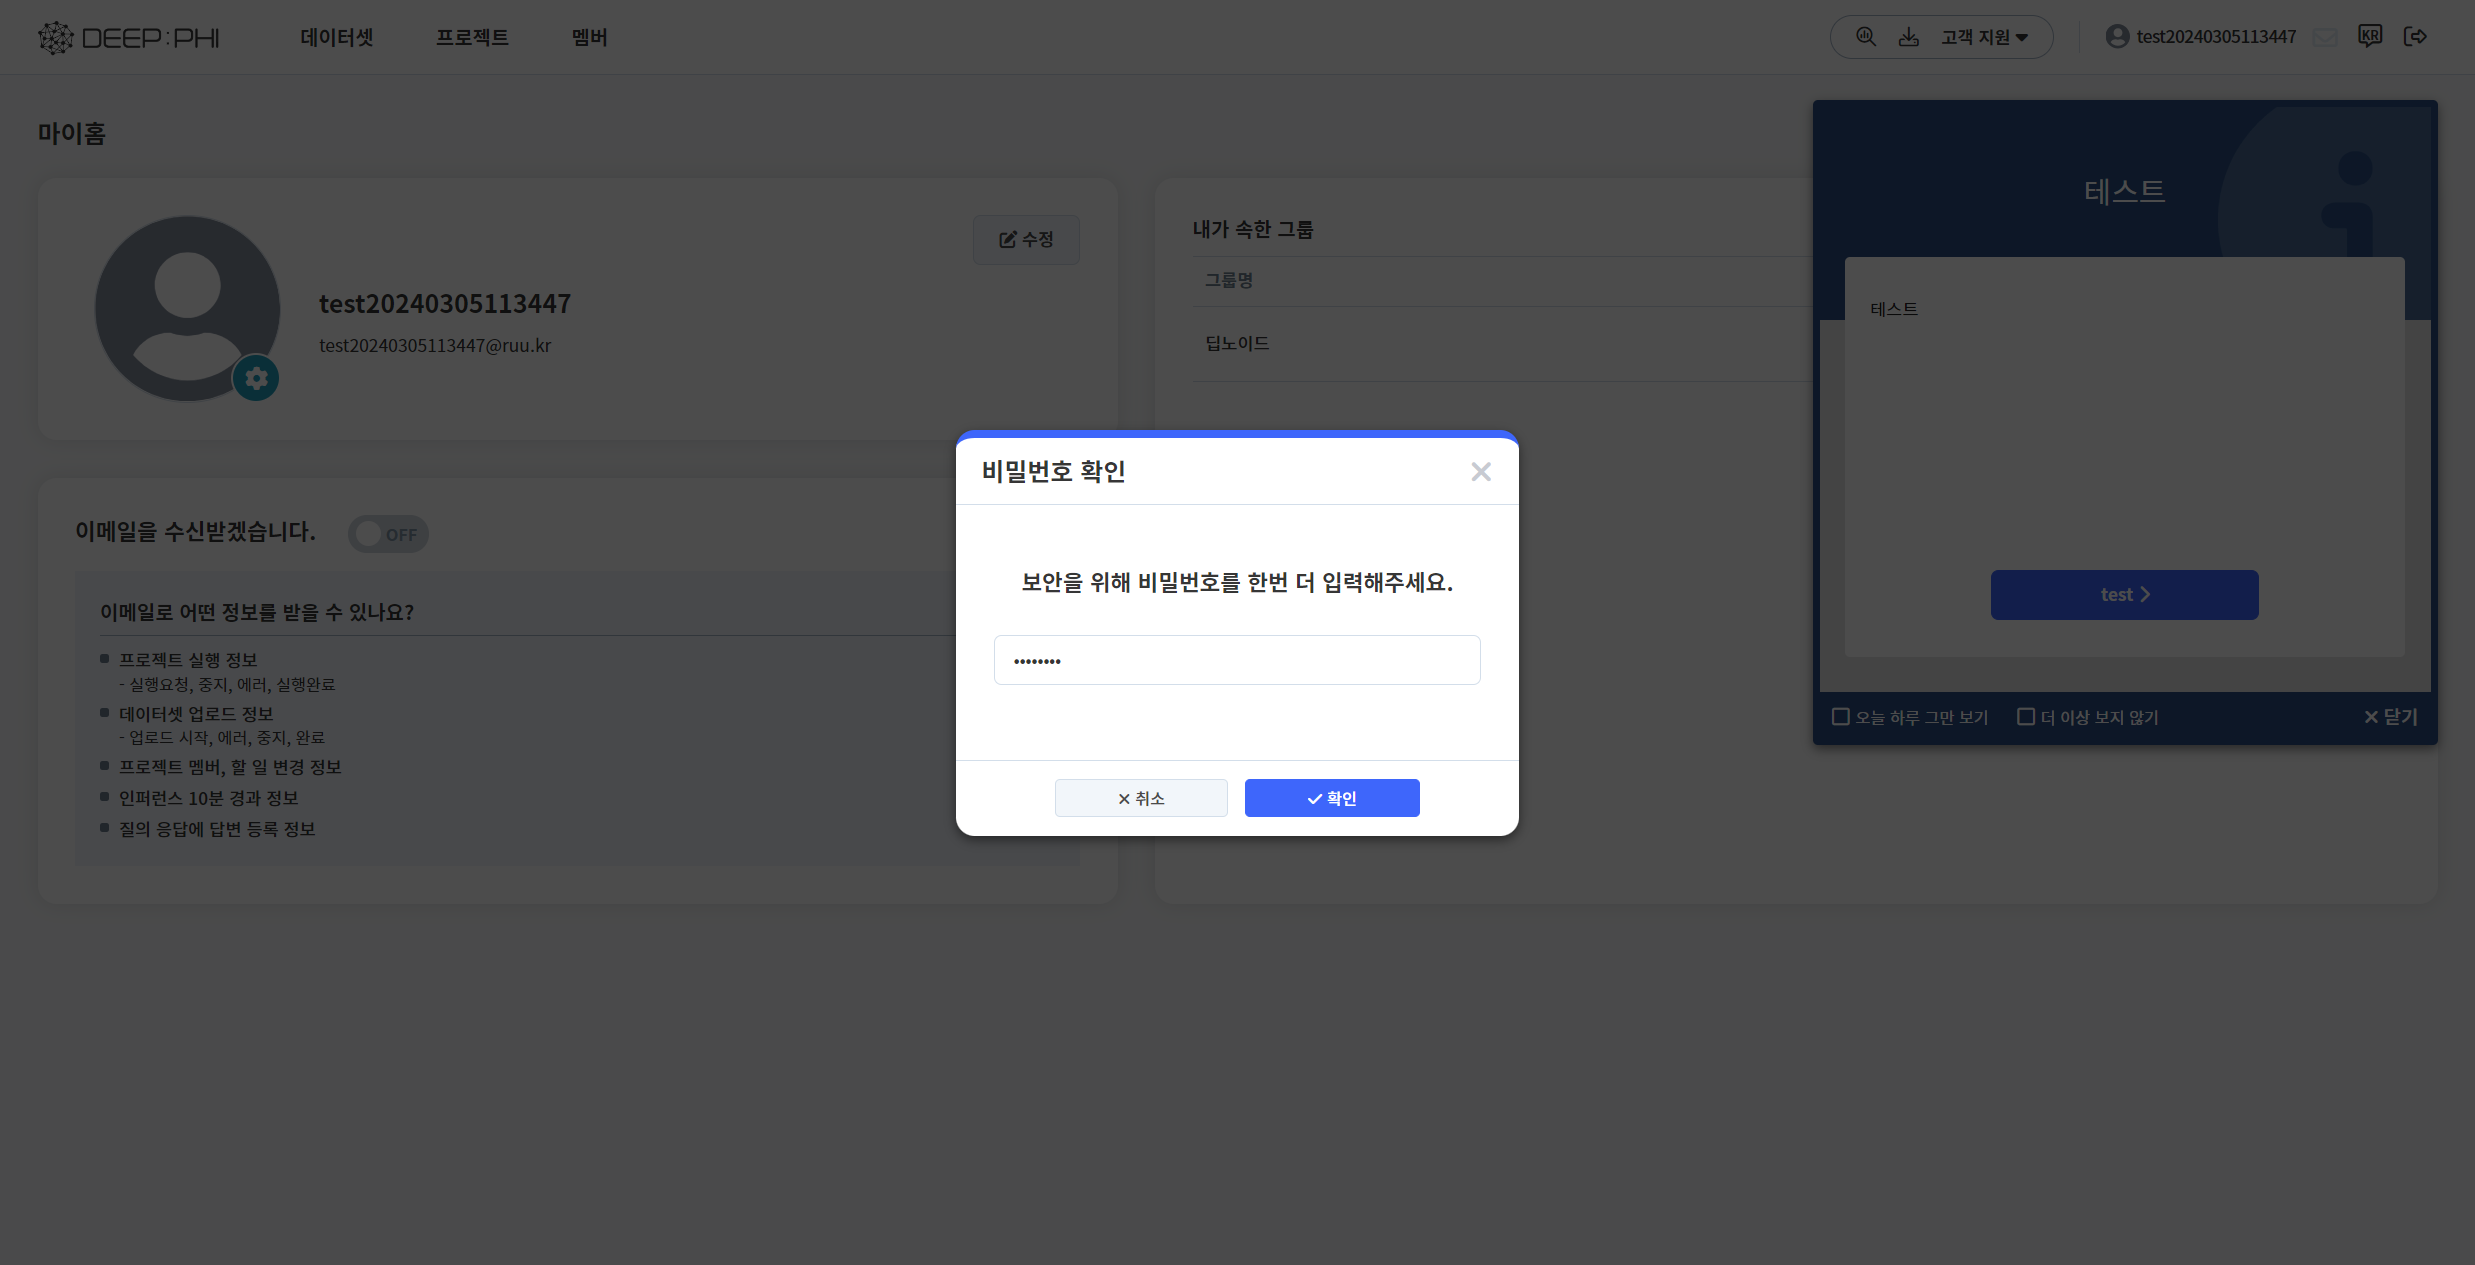 DEEP:PHI
데이터셋
프로젝트
멤버
고객 지원
test20240305113447
KR
마이홈
수정
test20240305113447
test20240305113447@ruu.kr
내가 속한 그룹
그룹명
딥노이드
테스트
테스트
test
오늘 하루 그만 보기
더 이상 보지 않기
닫기
이메일을 수신받겠습니다.
OFF
이메일로 어떤 정보를 받을 수 있나요?
프로젝트 실행 정보
- 실행요청, 중지, 에러, 실행완료
데이터셋 업로드 정보
- 업로드 시작, 에러, 중지, 완료
프로젝트 멤버, 할 일 변경 정보
인퍼런스 10분 경과 정보
질의 응답에 답변 등록 정보
비밀번호 확인
보안을 위해 비밀번호를 한번 더 입력해주세요.
••••••••
취소
확인